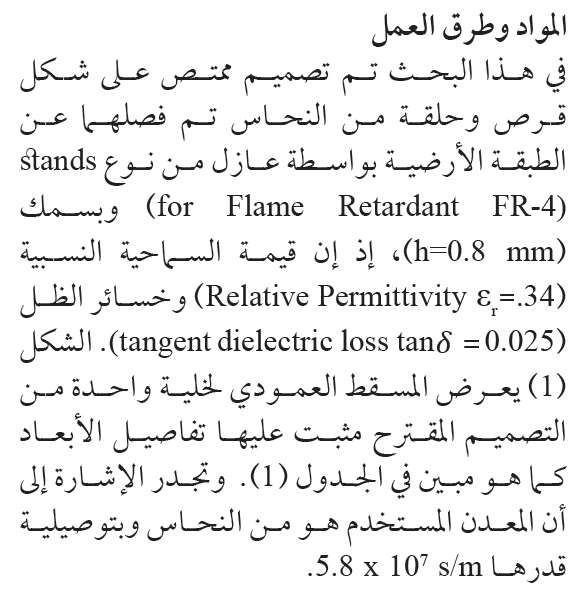 المواد وطرق العمل
في هذا البحث تم تصميم ممتص على شكل
قرص وحلقة من النحاس تم فصلهما عن
الطبقة الأرضية بواسطة عازل من نوع stands
for Flame Retardant FR-4) وبسمك)
(h=0.8 mm)، إذ إن قيمة السماحية النسبية
(Relative Permittivity εᵣ=.34) وخسائر الظل
(tangent dielectric loss tanδ = 0.025). الشكل
(1) يعرض المسقط العمودي لخلية واحدة من
التصميم المقترح مثبت عليها تفاصيل الأبعاد
كما هو مبين في الجدول (1). وتجدر الإشارة إلى
أن المعدن المستخدم هو من النحاس وبتوصيلية
قدرها 5.8 x 10⁷ s/m.